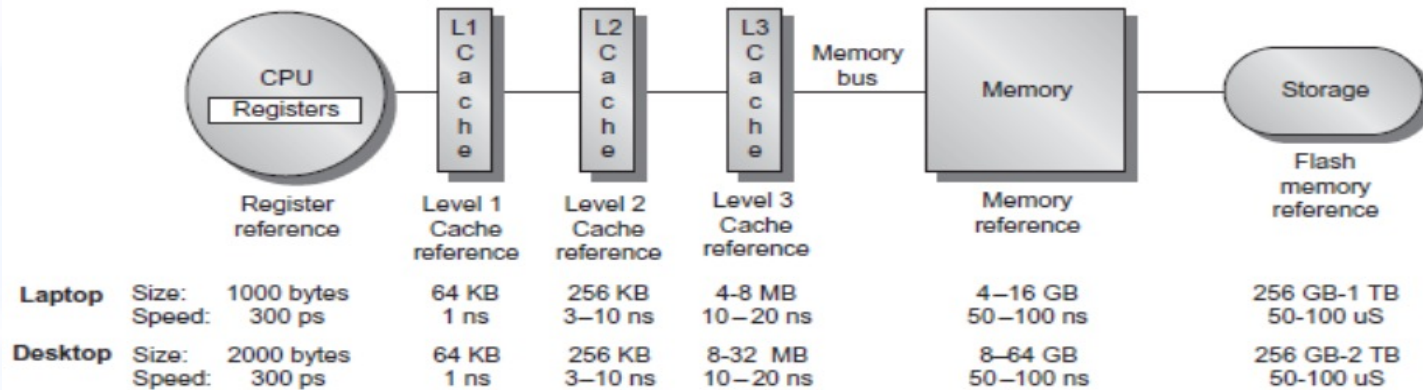 CPU
Registers
L1
C
a
c
h
e
L2
C
a
c
h
e
L3
C
a
c
h
e
Memory
bus
Memory
Storage
Register
reference
Level 1
Cache
reference
Level 2
Cache
reference
Level 3
Cache
reference
Memory
reference
Flash
memory
reference
Laptop Size: 1000 bytes 64 KB 256 KB 4-8 MB 4–16 GB 256 GB-1 TB
Speed: 300 ps 1 ns 3–10 ns 10–20 ns 50–100 ns 50-100 uS
Desktop Size: 2000 bytes 64 KB 256 KB 8-32 MB 8–64 GB 256 GB-2 TB
Speed: 300 ps 1 ns 3–10 ns 10–20 ns 50–100 ns 50-100 uS